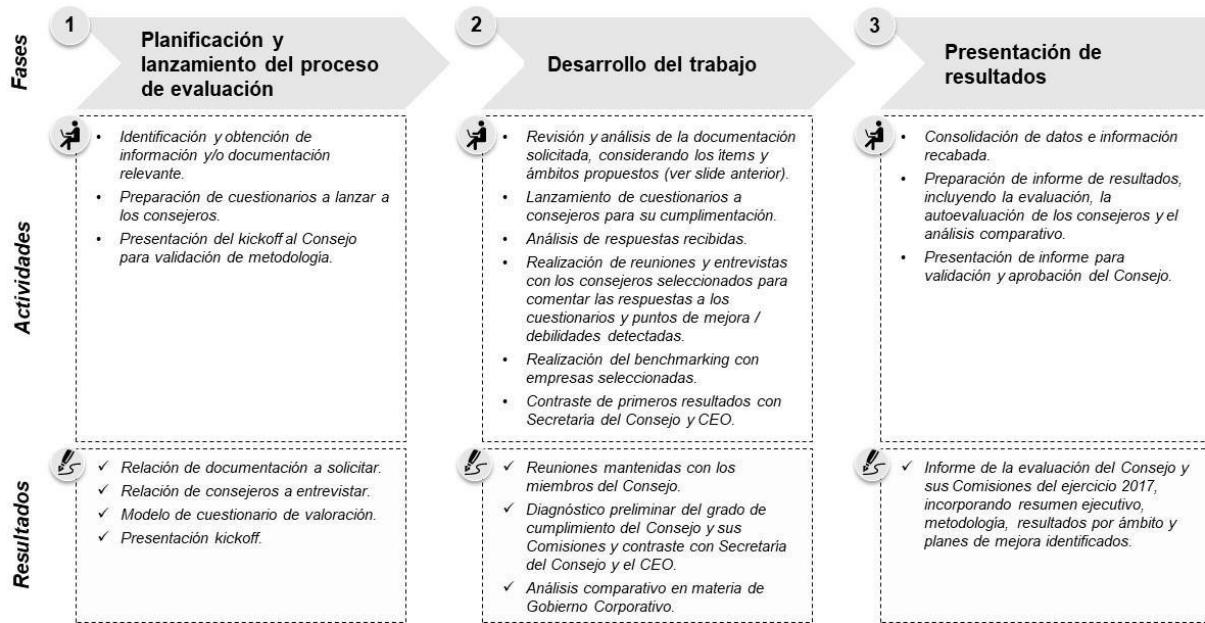 Fases
1
Planificación y
lanzamiento del proceso
de evaluación
2
Desarrollo del trabajo
3
Presentación de
resultados
Actividades
• Identificación y obtención de
información y/o documentación
relevante.
• Preparación de cuestionarios a lanzar a
los consejeros.
• Presentación del kickoff al Consejo
para validación de metodología.
• Revisión y análisis de la documentación
solicitada, considerando los ítems y
ámbitos propuestos (ver slide anterior).
• Lanzamiento de cuestionarios a
consejeros para su cumplimentación.
• Análisis de respuestas recibidas.
• Realización de reuniones y entrevistas
con los consejeros seleccionados para
comentar las respuestas a los
cuestionarios y puntos de mejora /
debilidades detectadas.
• Realización del benchmarking con
empresas seleccionadas.
• Contraste de primeros resultados con
Secretaría del Consejo y CEO.
• Consolidación de datos e información
recabada.
• Preparación de informe de resultados,
incluyendo la evaluación, la
autoevaluación de los consejeros y el
análisis comparativo.
• Presentación de informe para
validación y aprobación del Consejo.
Resultados
✓ Relación de documentación a solicitar.
✓ Relación de consejeros a entrevistar.
✓ Modelo de cuestionario de valoración.
✓ Presentación kickoff.
✓ Reuniones mantenidas con los
miembros del Consejo.
✓ Diagnóstico preliminar del grado de
cumplimiento del Consejo y sus
Comisiones y contraste con Secretaría
del Consejo y el CEO.
✓ Análisis comparativo en materia de
Gobierno Corporativo.
✓ Informe de la evaluación del Consejo y
sus Comisiones del ejercicio 2017,
incorporando resumen ejecutivo,
metodología, resultados por ámbito y
planes de mejora identificados.